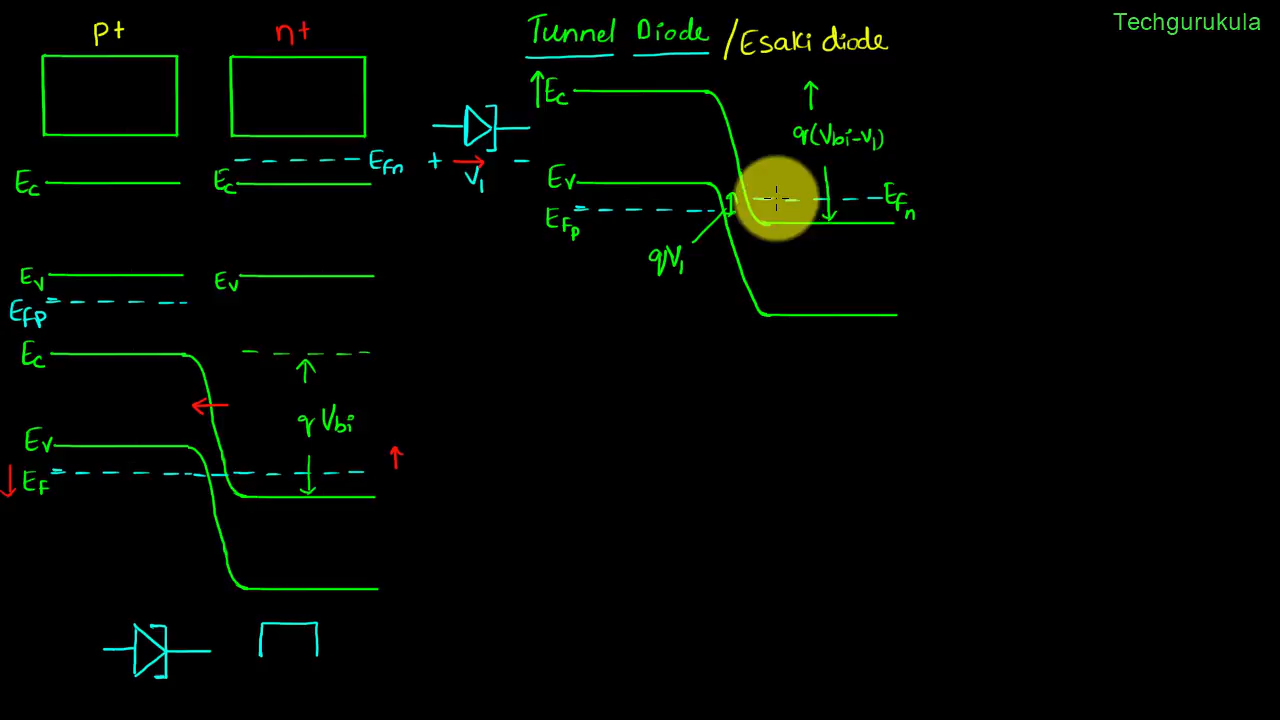 Techgurukula
Tunnel Diode / Esaki diode
p+
n+
Ec
Ec
EFn
Ev
EFp
Ev
+ V1 -
Ec
q(Vbi-V1)
Ev
EFp
EFn
qV1
Ec
qVbi
Ev
EF